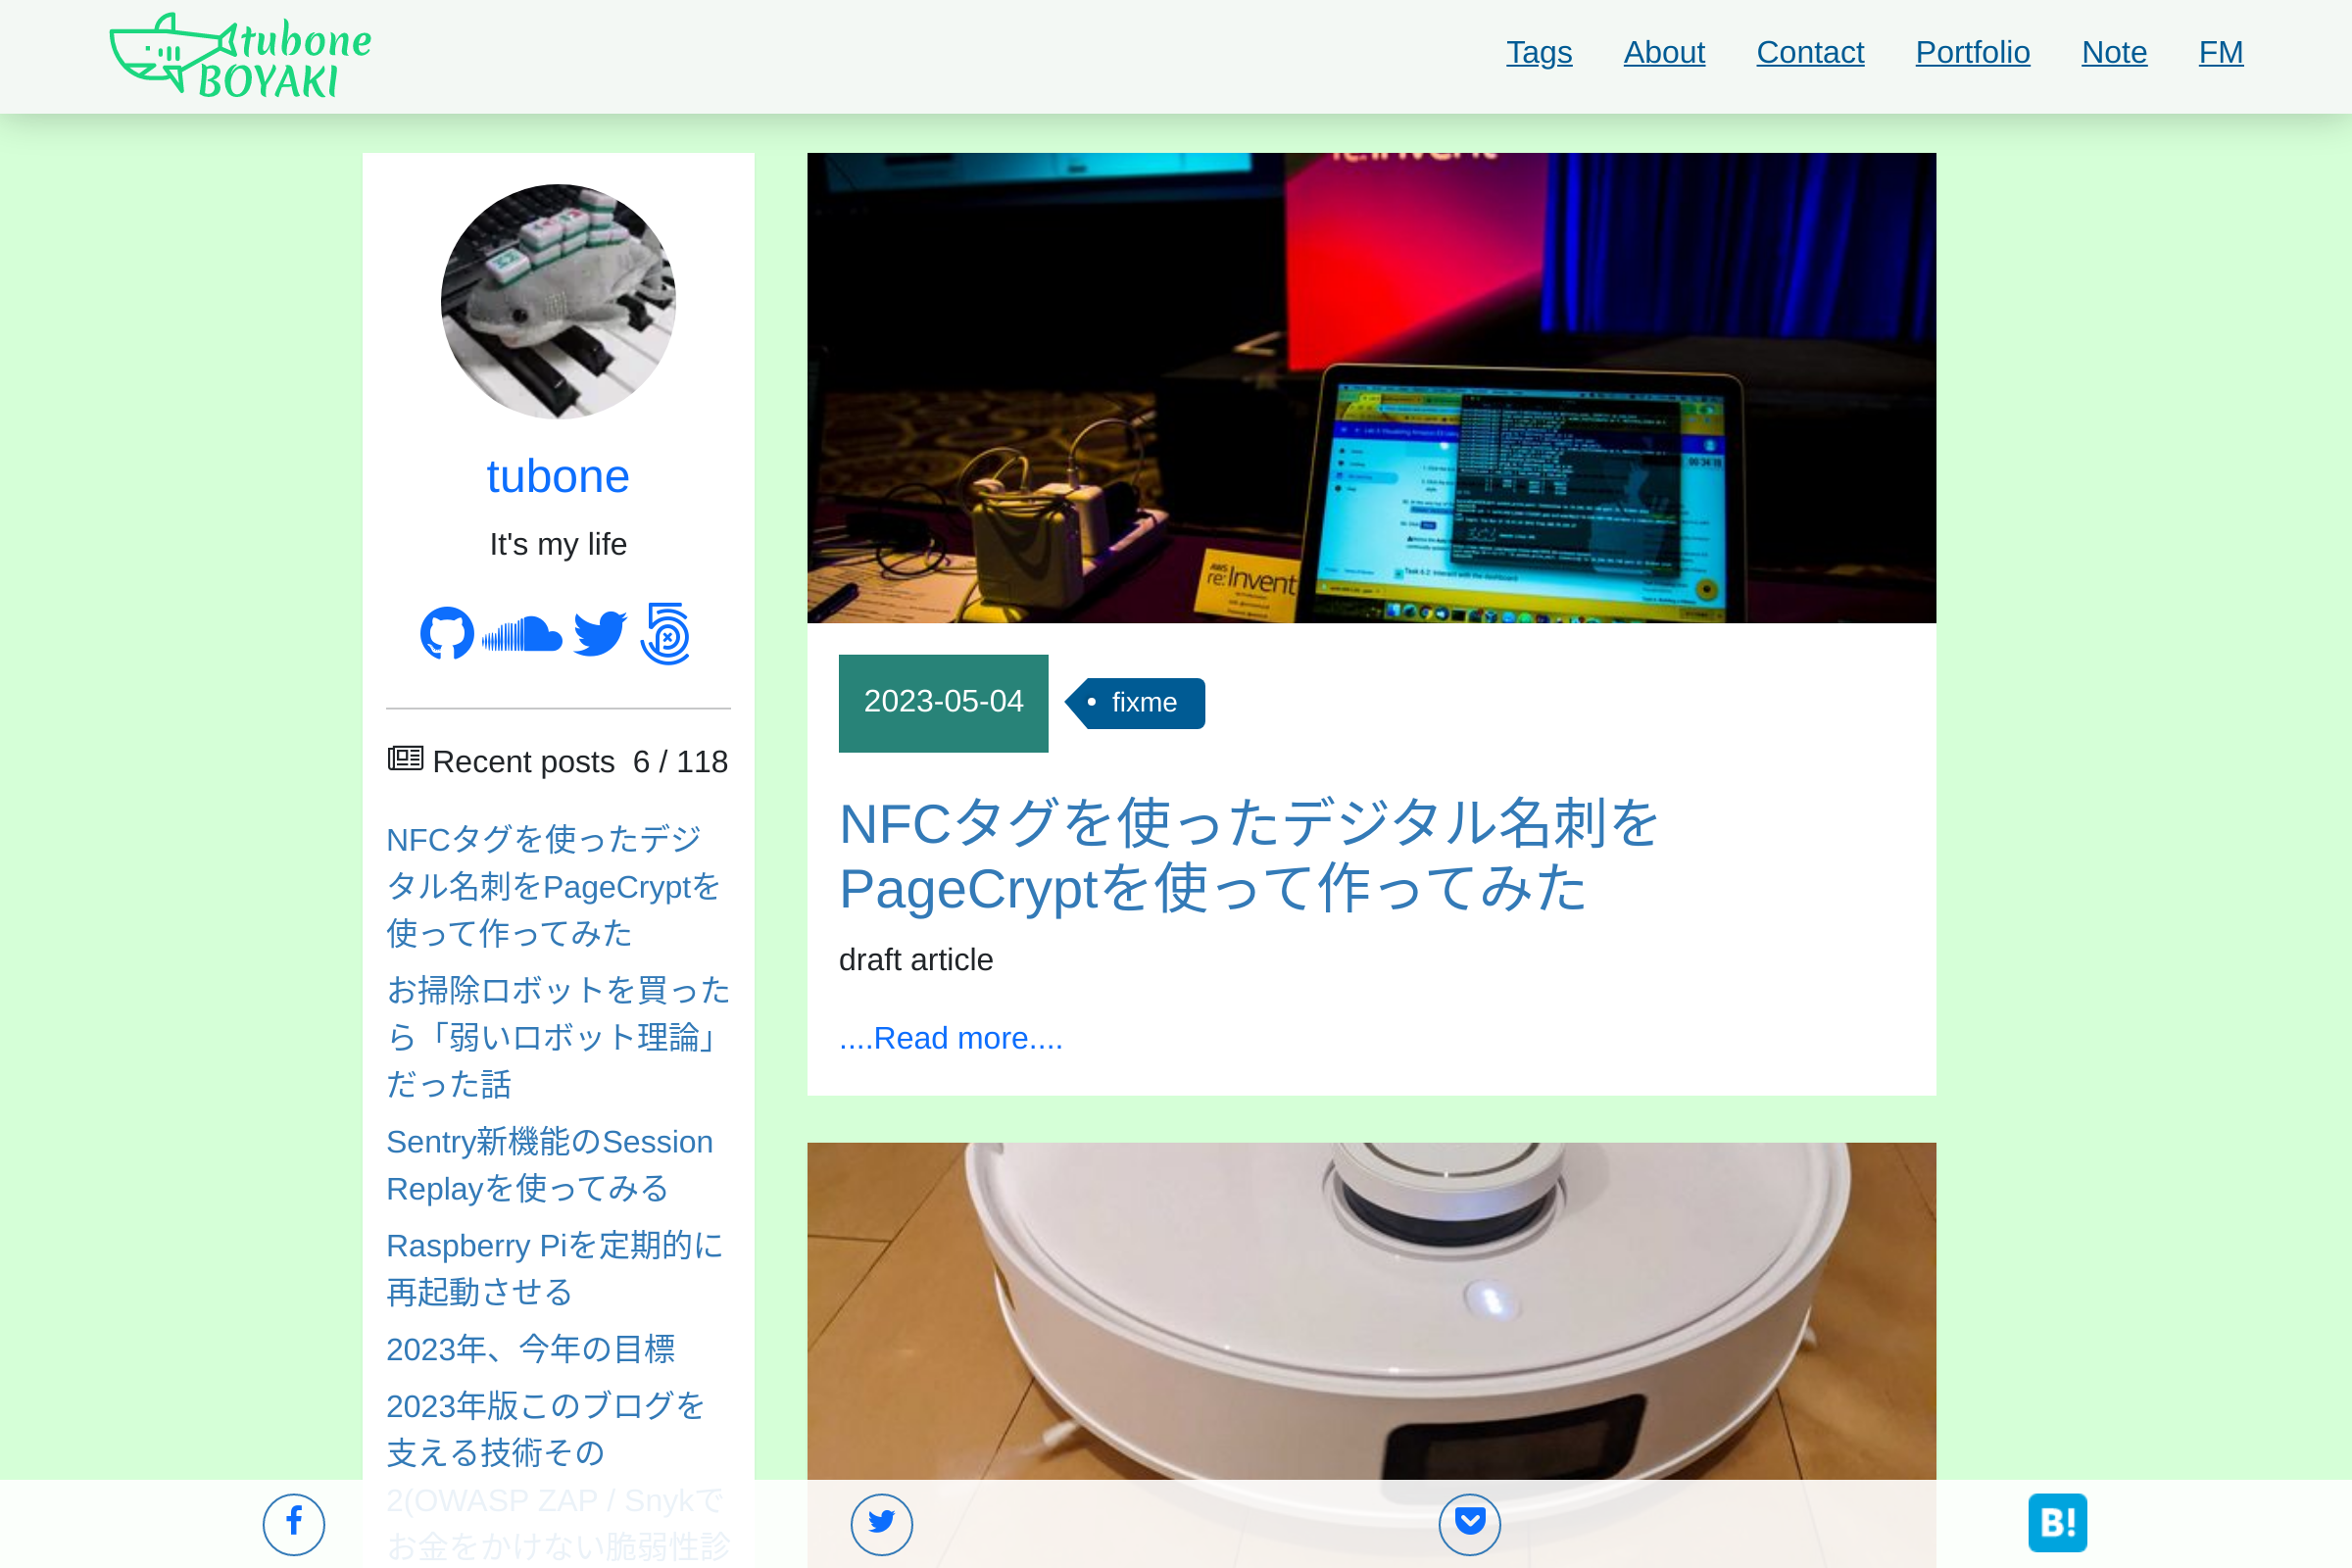 tubone
BOYAKI
Tags
About
Contact
Portfolio
Note
FM
tubone
It's my life
Recent posts 6 / 118
NFCタグを使ったデジ
タル名刺をPageCryptを
使って作ってみた
お掃除ロボットを買った
ら「弱いロボット理論」
だった話
Sentry新機能のSession
Replayを使ってみる
Raspberry Piを定期的に
再起動させる
2023年、今年の目標
2023年版このブログを
支える技術その
2(OWASP ZAP / Snykで
お金をかけない脆弱性診
re:Invent
AWS
re:Invent
2023-05-04
fixme
NFCタグを使ったデジタル名刺を
PageCryptを使って作ってみた
draft article
....Read more....
B!